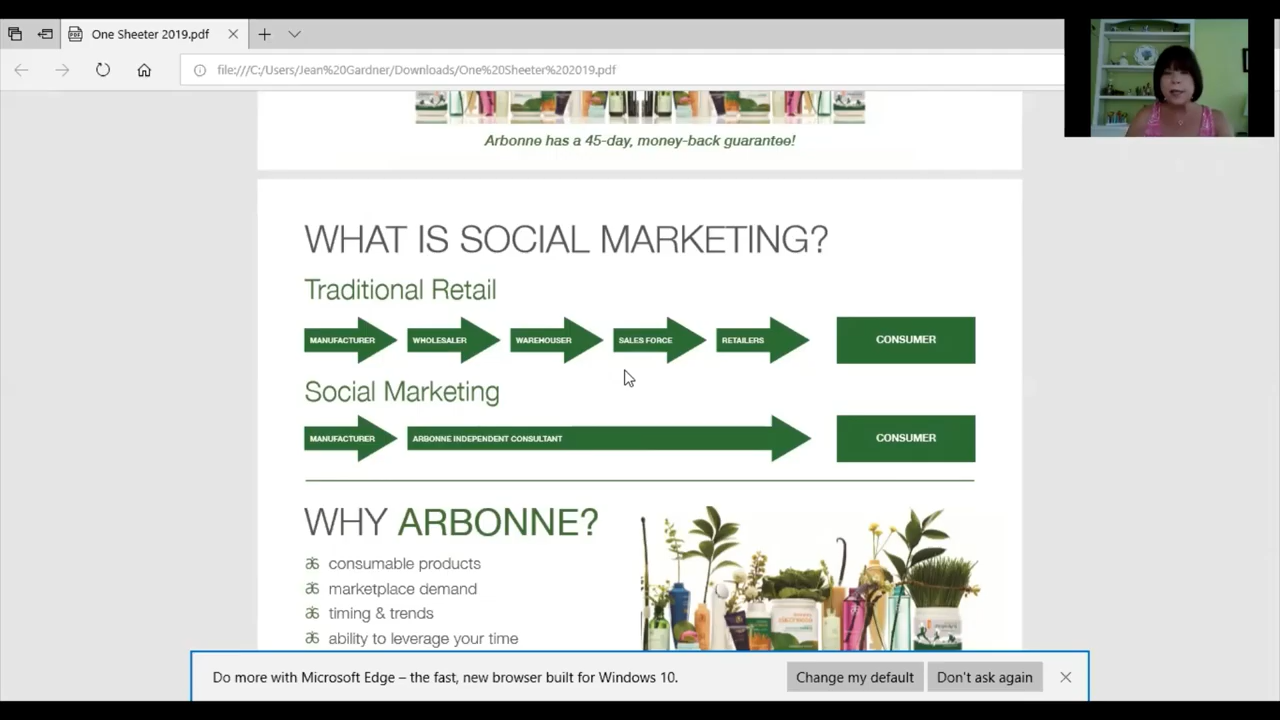 One Sheeter 2019.pdf
file:///C:/Users/Jean%20Gardner/Downloads/One%20Sheeter%202019.pdf
Arbonne has a 45-day, money-back guarantee!
WHAT IS SOCIAL MARKETING?
Traditional Retail
MANUFACTURER WHOLESALER WAREHOUSER SALES FORCE RETAILERS CONSUMER
Social Marketing
MANUFACTURER ARBONNE INDEPENDENT CONSULTANT CONSUMER
WHY ARBONNE?
consumable products
marketplace demand
timing & trends
ability to leverage your time
Do more with Microsoft Edge – the fast, new browser built for Windows 10. Change my default Don't ask again